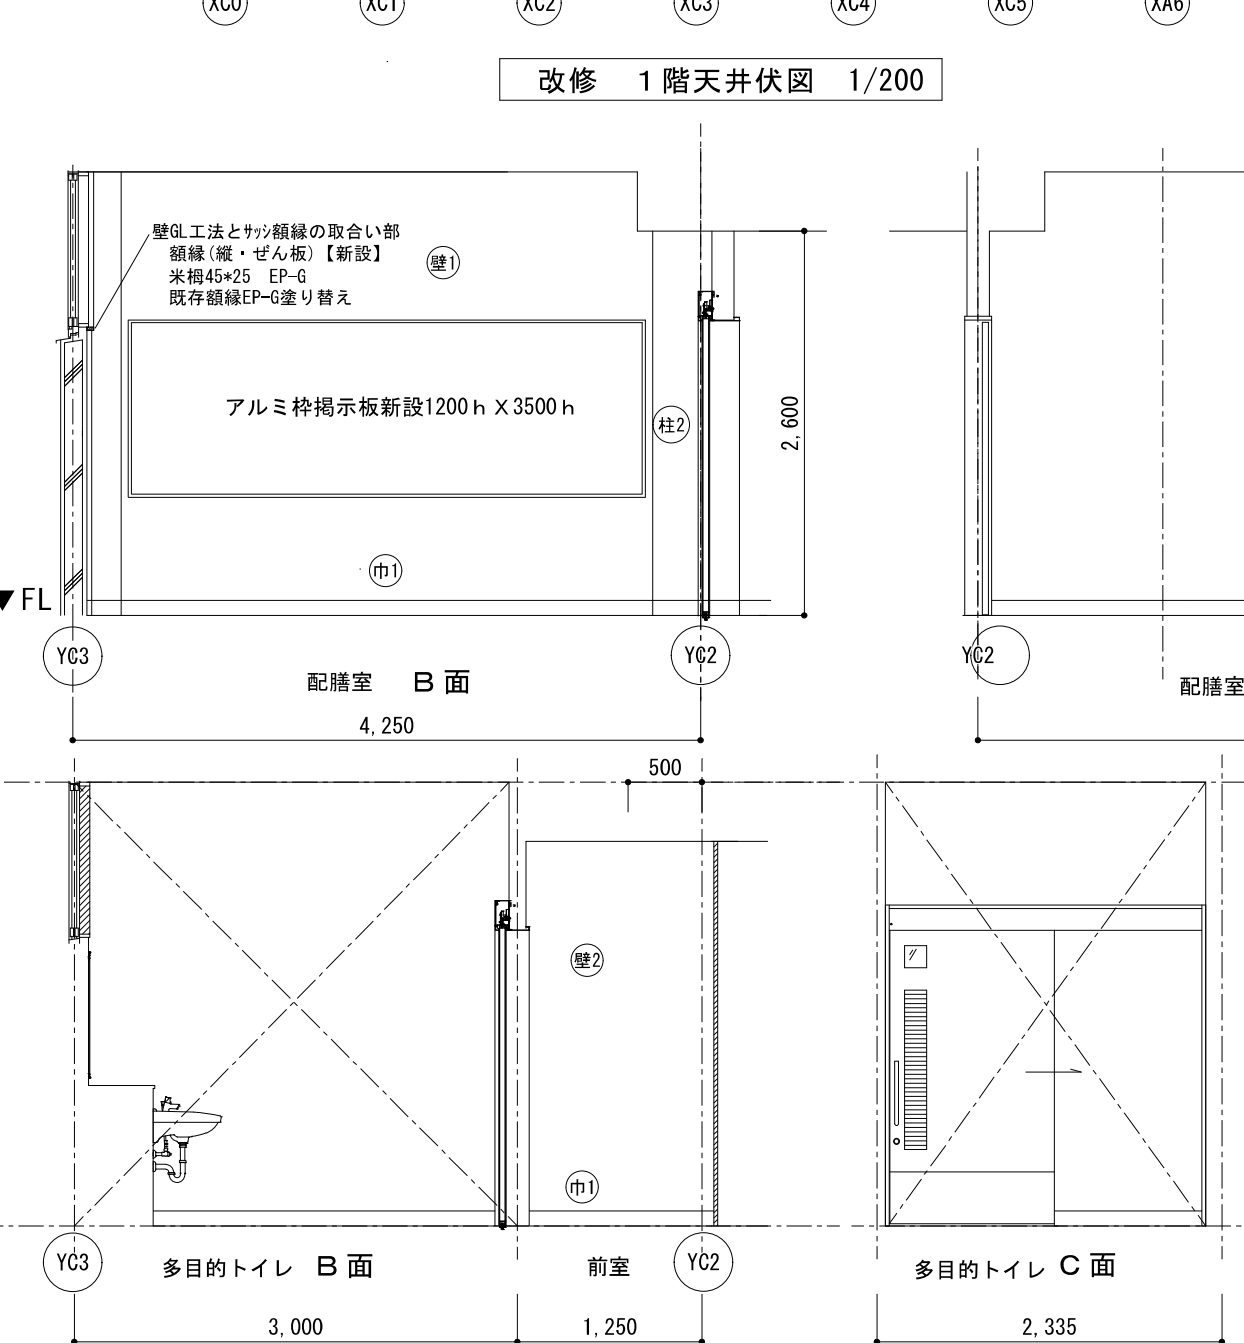 XC0 XC1 XC2 XC3 XC4 XC5 XA6
改修　１階天井伏図　1/200
壁GL工法とｻｯｼ額縁の取合い部
額縁(縦・ぜん板)【新設】
米栂45*25　EP-G
既存額縁EP-G塗り替え
壁1
アルミ枠掲示板新設1200ｈＸ3500ｈ
柱2
2,600
巾1
▼FL
YC3
YC2
YC2
配膳室　Ｂ面
配膳室
4,250
500
壁2
巾1
YC3
多目的トイレ　Ｂ面
前室
YC2
多目的トイレ Ｃ面
3,000
1,250
2,335